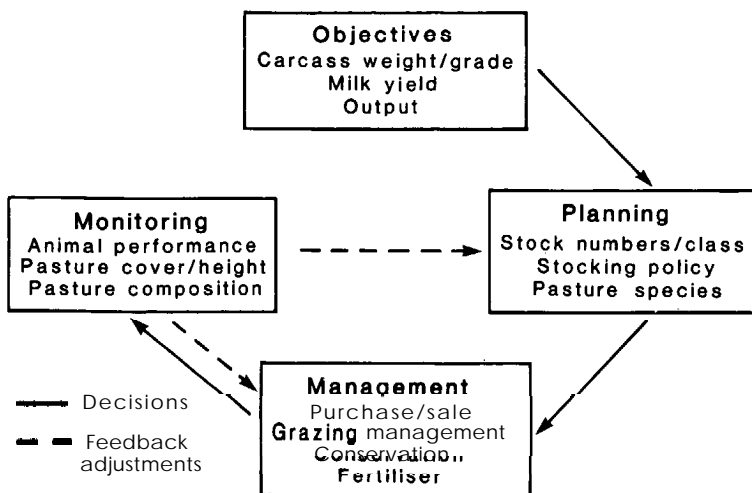 Objectives
Carcass weight/grade
Milk yield
Output
Monitoring
Animal performance
Pasture cover/height
Pasture composition
Planning
Stock numbers/class
Stocking policy
Pasture species
Management
Purchase/sale
Grazing management
Conservation
Fertiliser
Decisions
Feedback
adjustments